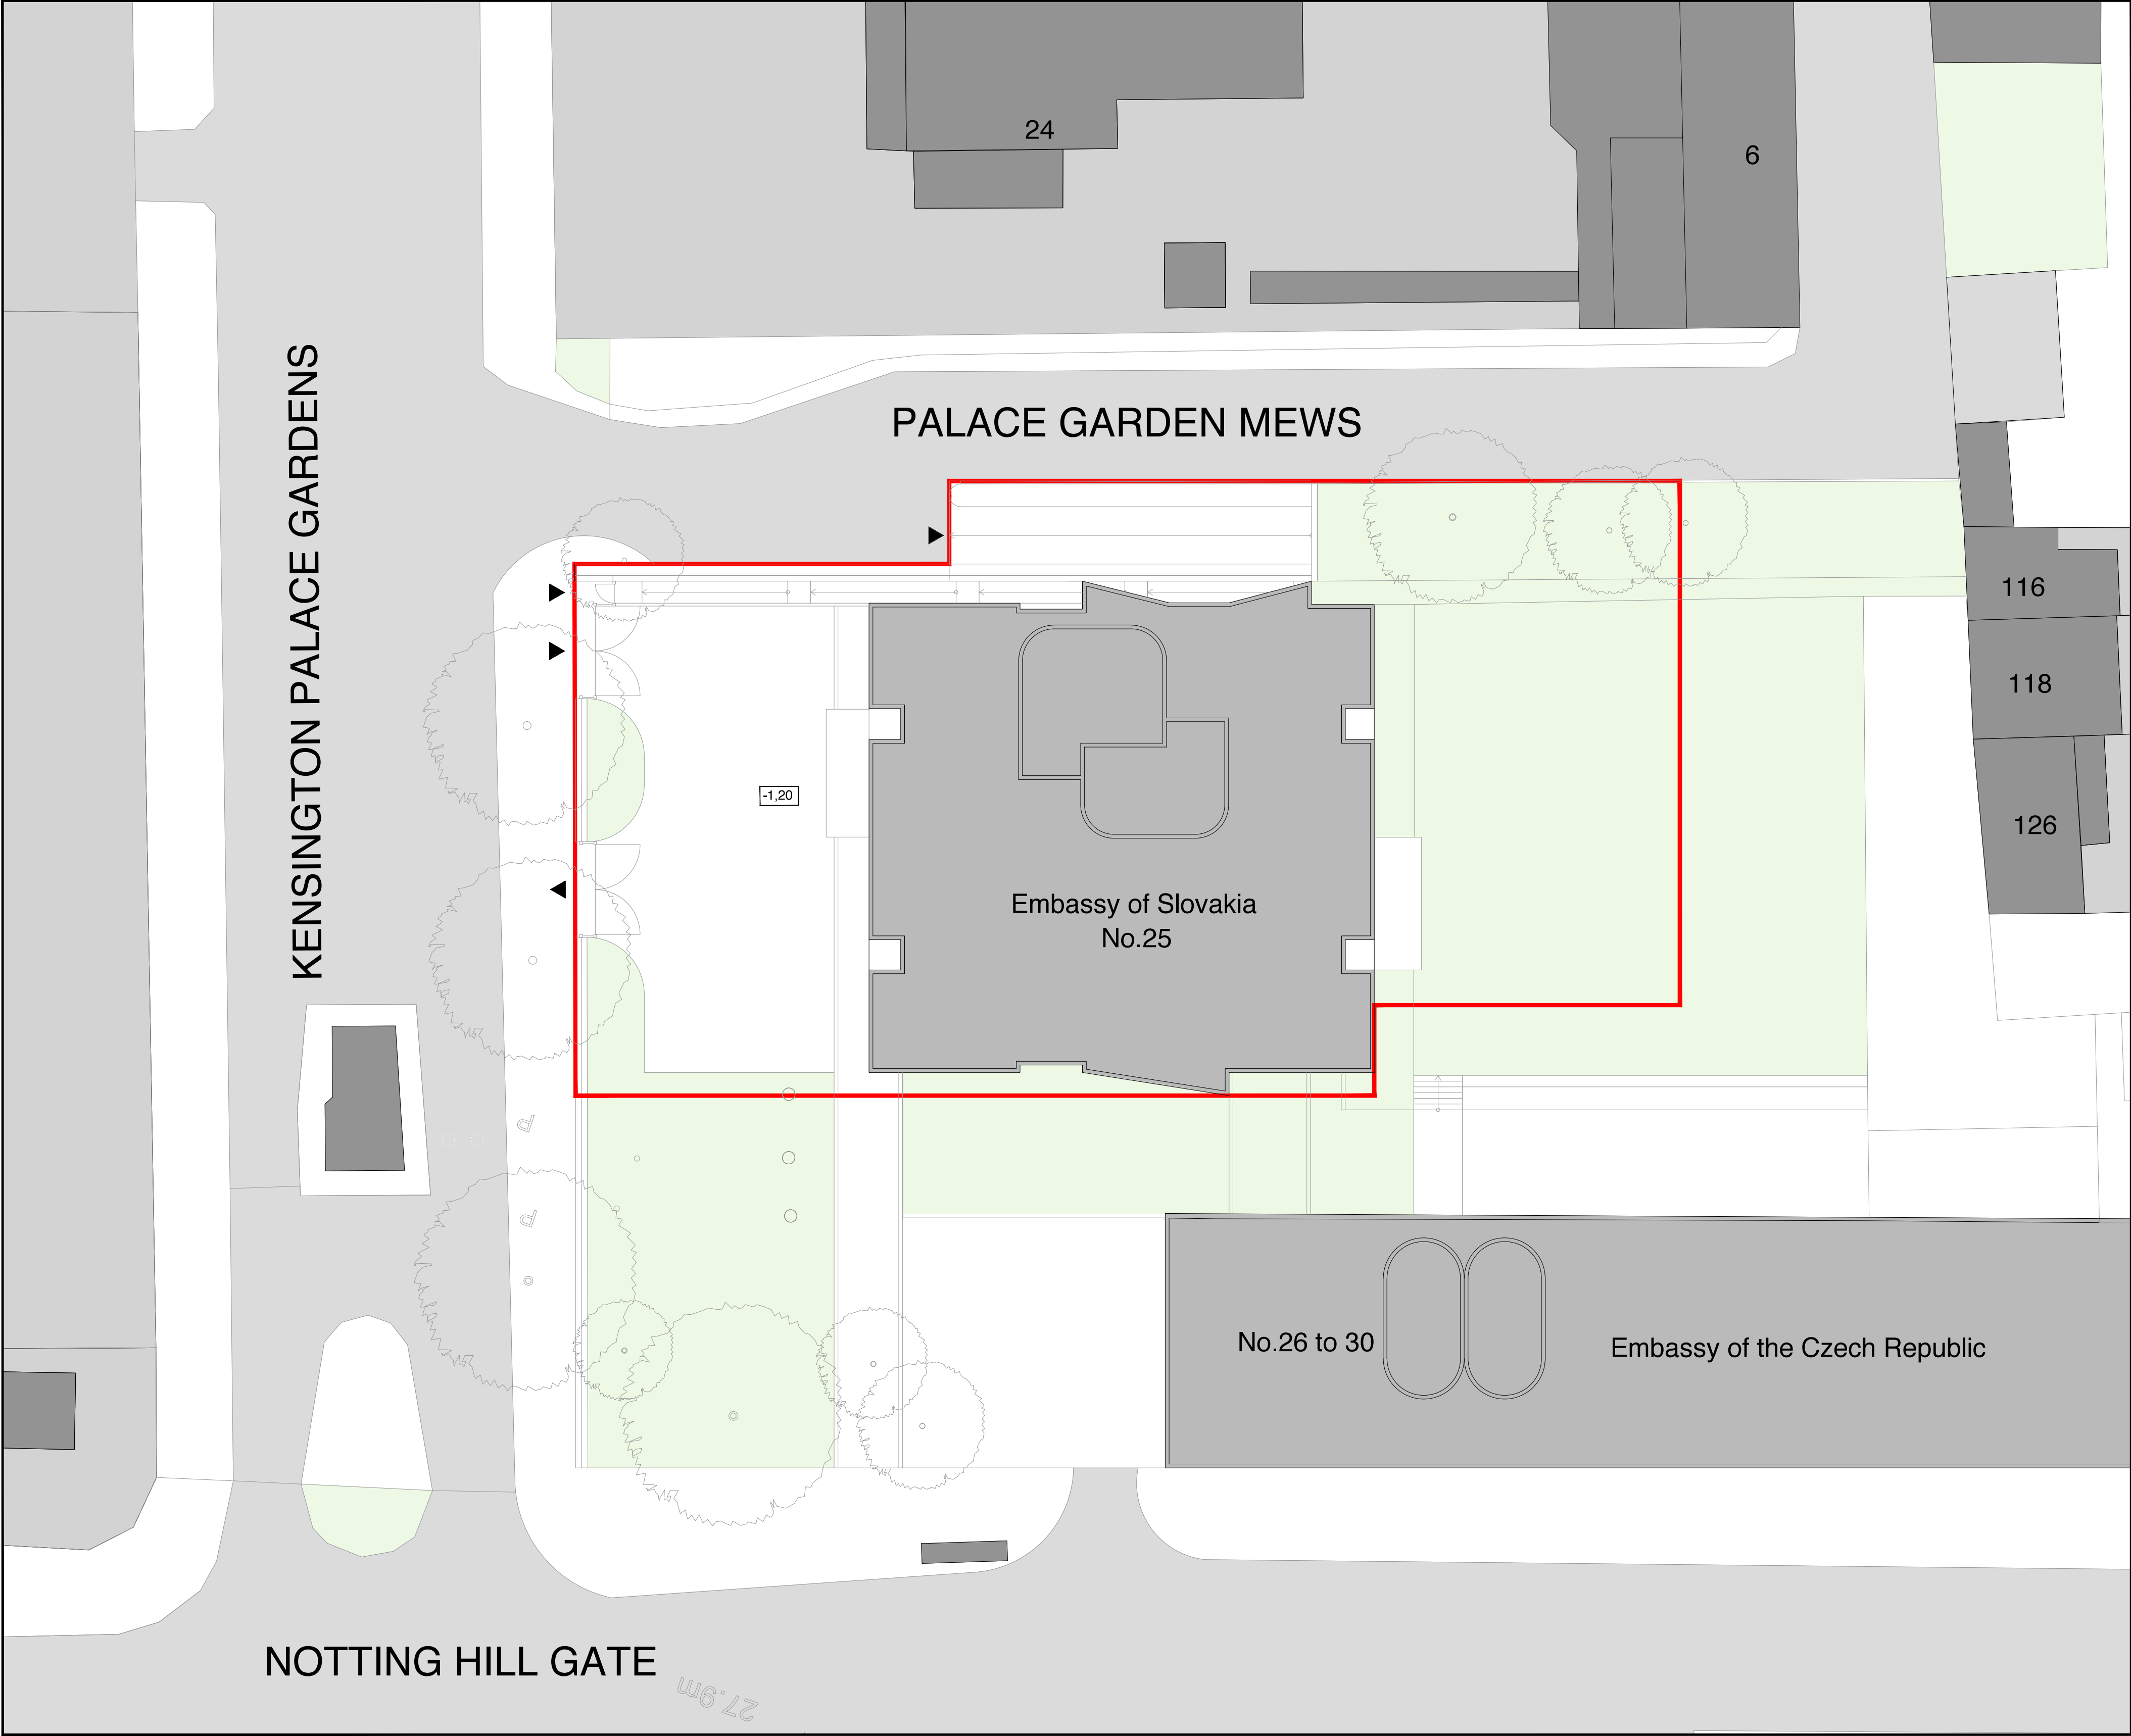 24
6
KENSINGTON PALACE GARDENS
PALACE GARDEN MEWS
116
118
-1,20
126
Embassy of Slovakia
No.25
P
P
No.26 to 30
Embassy of the Czech Republic
NOTTING HILL GATE
27.9m